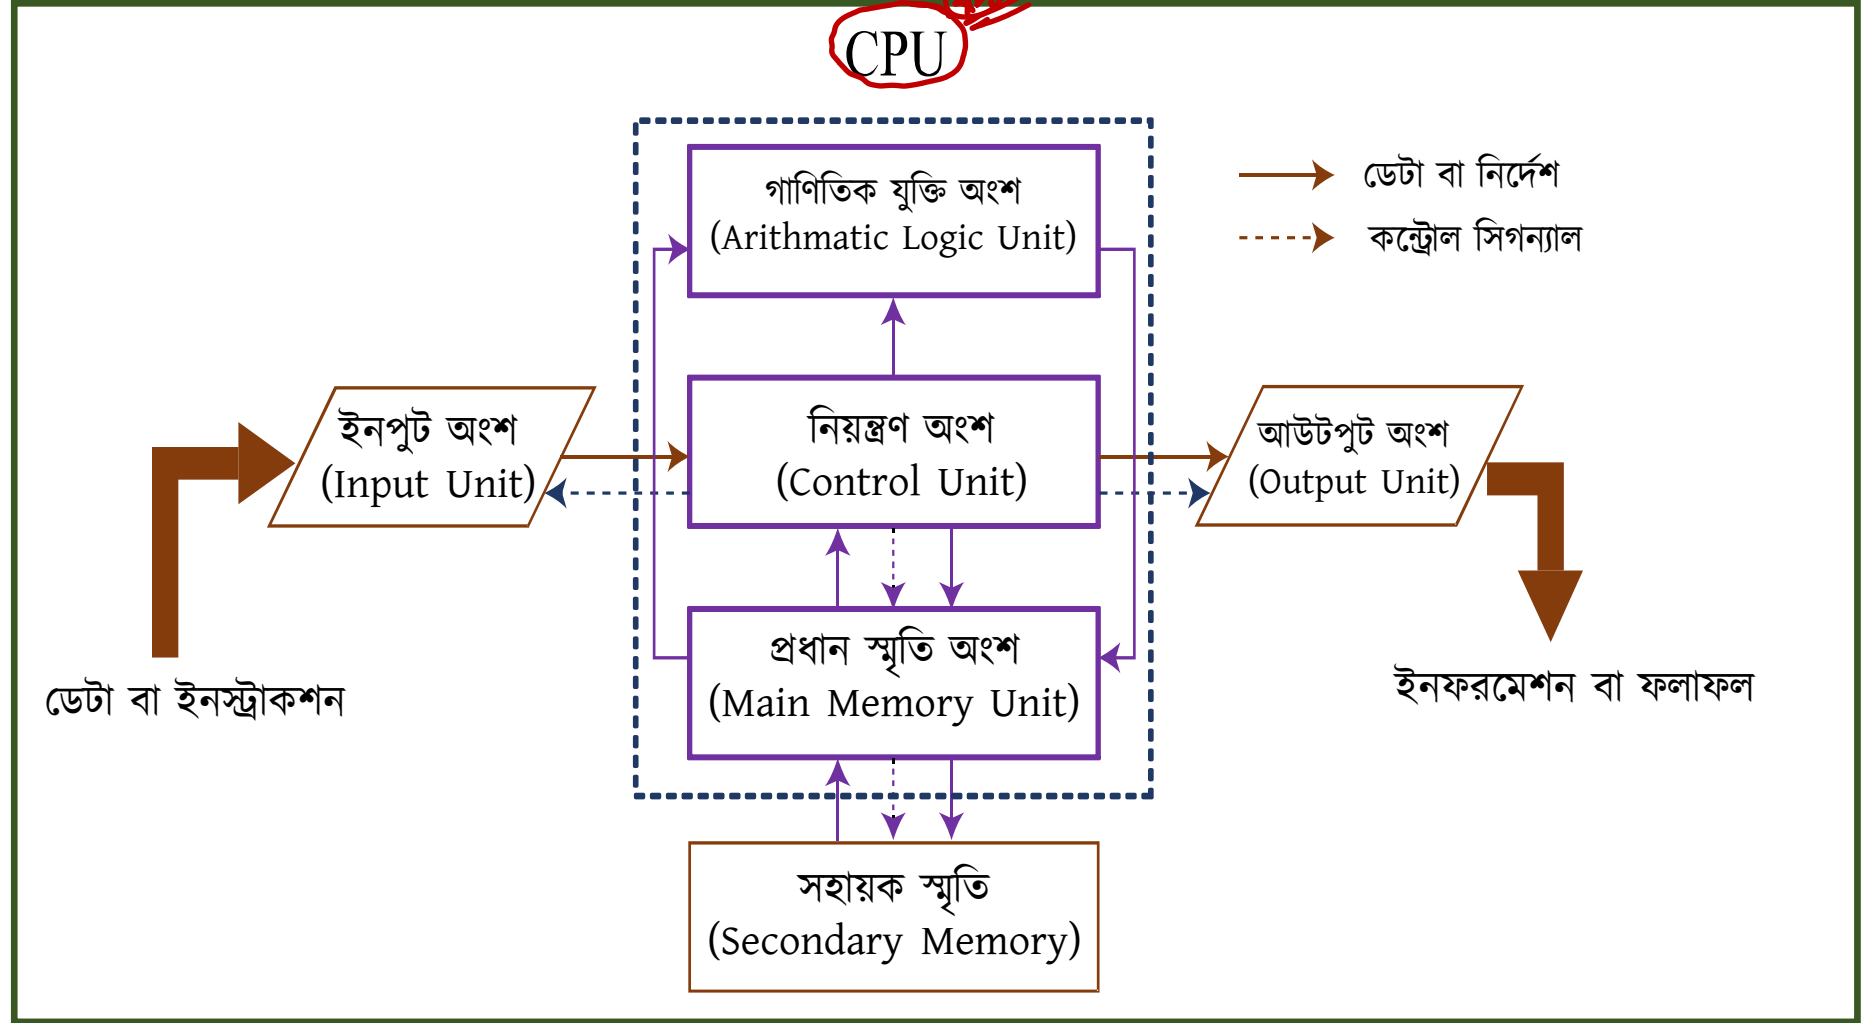 CPU
গাণিতিক যুক্তি অংশ
(Arithmatic Logic Unit)
ডেটা বা নির্দেশ
কন্ট্রোল সিগন্যাল
ইনপুট অংশ
(Input Unit)
নিয়ন্ত্রণ অংশ
(Control Unit)
আউটপুট অংশ
(Output Unit)
প্রধান স্মৃতি অংশ
(Main Memory Unit)
ডেটা বা ইনস্ট্রাকশন
ইনফরমেশন বা ফলাফল
সহায়ক স্মৃতি
(Secondary Memory)